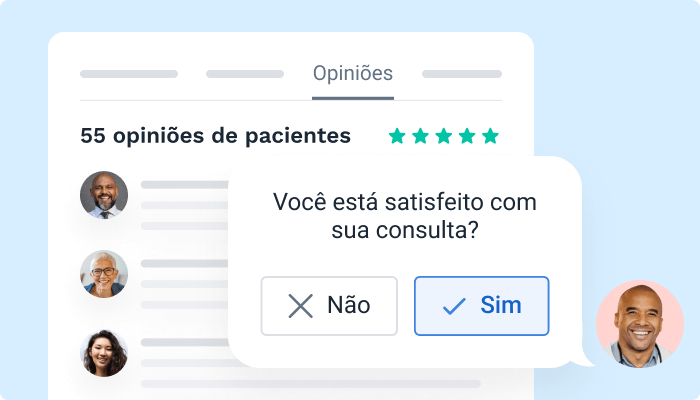 Opiniões
55 opiniões de pacientes
Você está satisfeito com
sua consulta?
Não
Sim